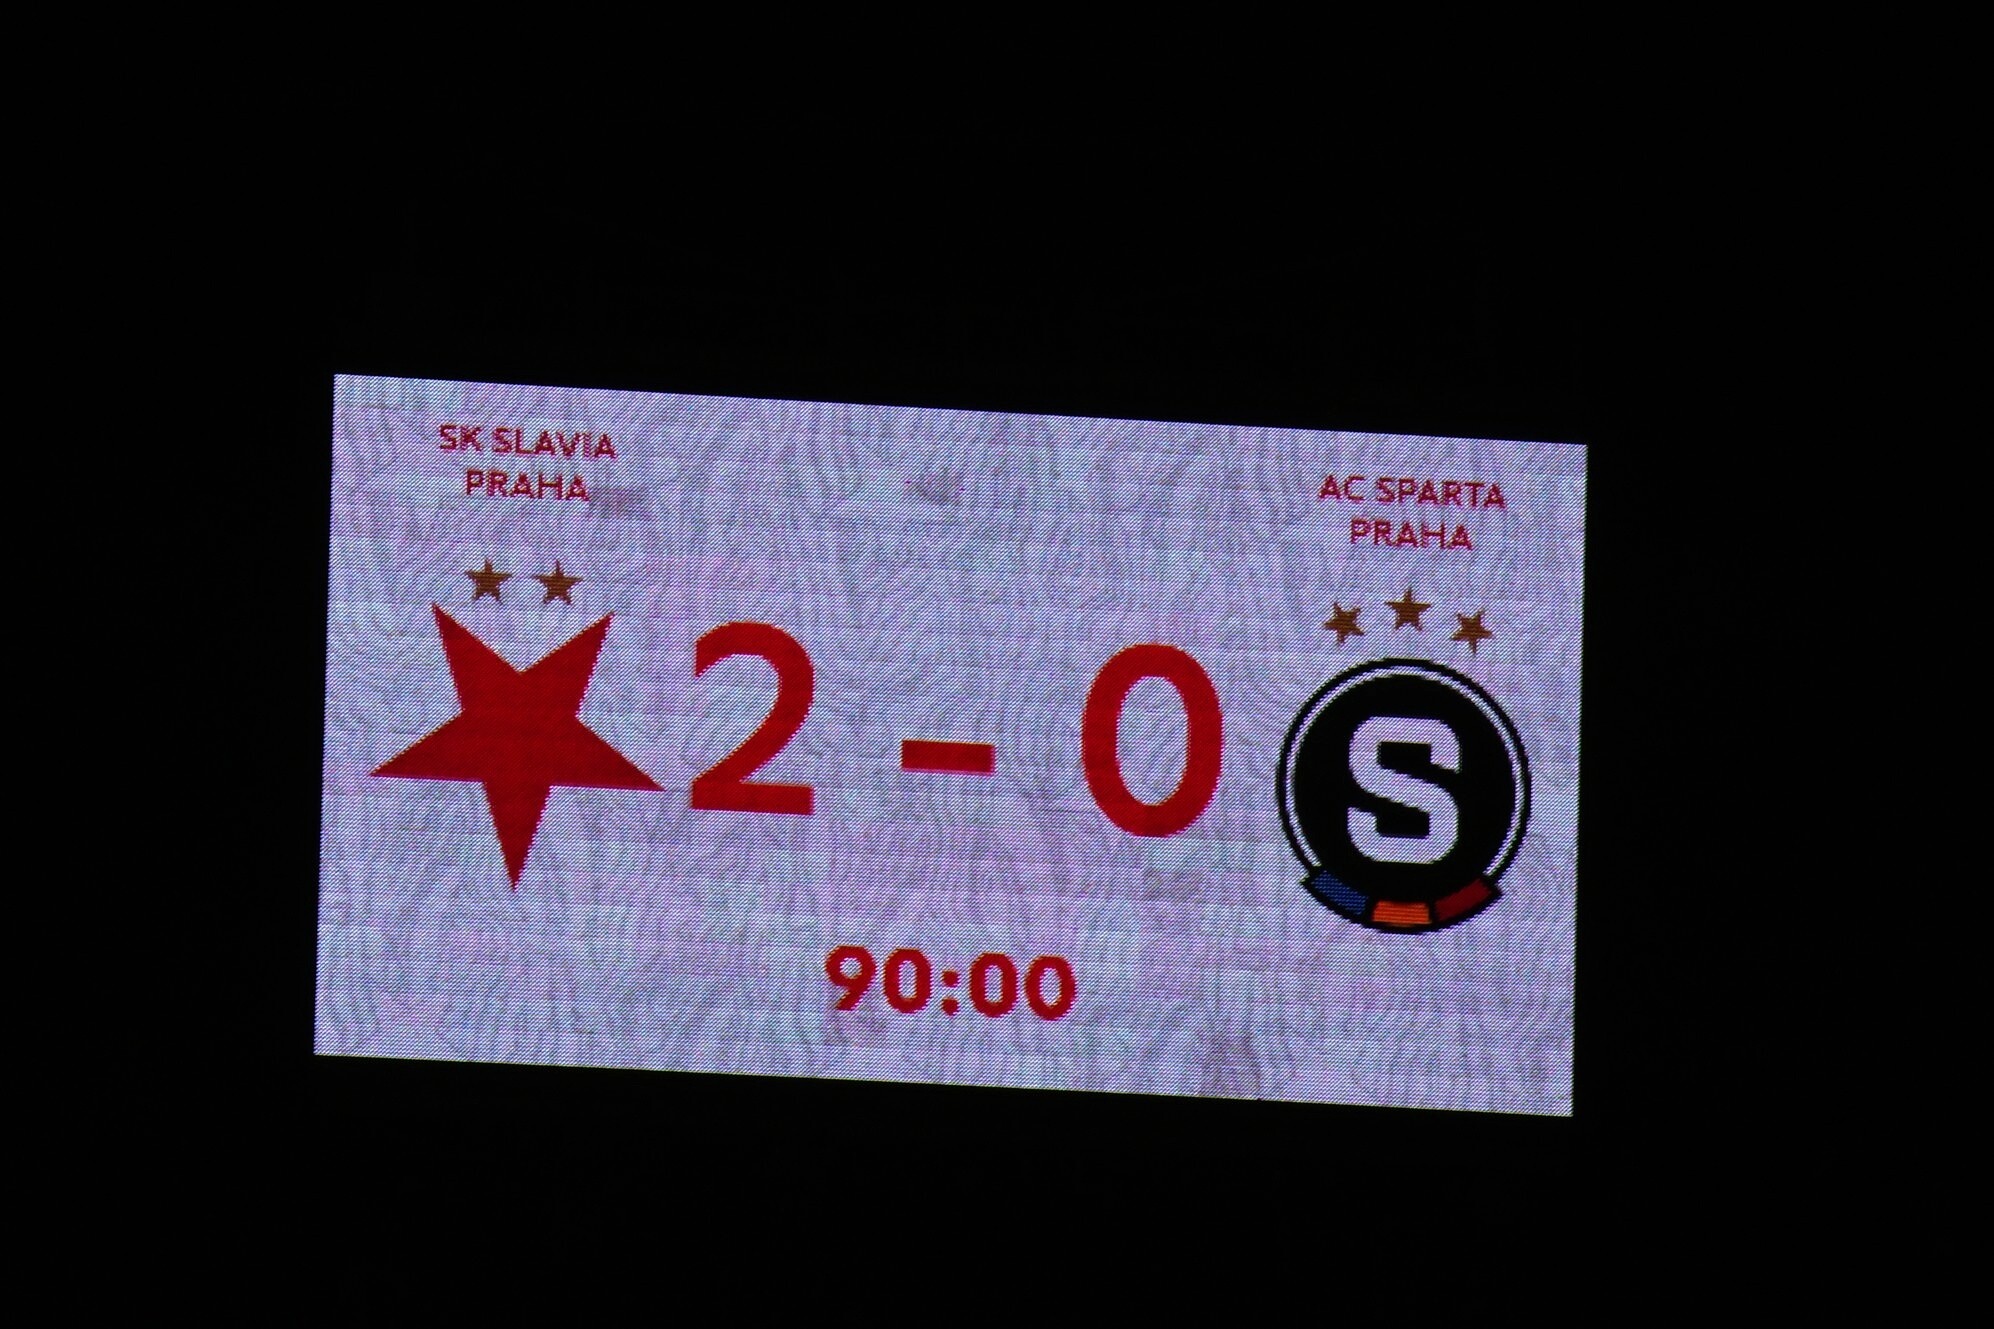 SK SLAVIA
PRAHA
AC SPARTA
PRAHA
2 - 0
S
90:00